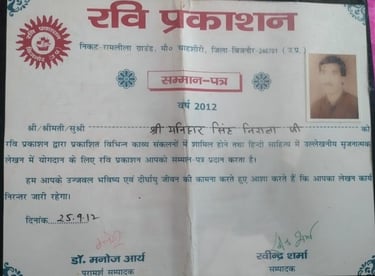 रवि प्रकाशन
निकट-रामलीला ग्राउंड, मौ० चाहशीरी, जिला-बिजनौर-246701 (उ.प्र.)
सम्मान-पत्र
वर्ष 2012
श्री/श्रीमती/सुश्री श्री मनिहार सिंह निराला जी को
रवि प्रकाशन द्वारा प्रकाशित विभिन्न काव्य संकलनों में शामिल होने तथा हिन्दी साहित्य में उल्लेखनीय सृजनात्मक
लेखन में योगदान के लिए रवि प्रकाशन आपको सम्मान-पत्र प्रदान करता है।
हम आपके उज्जवल भविष्य एवं दीर्घायु जीवन की कामना करते हुए आशा करते हैं कि आपका लेखन कार्य
निरन्तर जारी रहेगा।
दिनांक 25.9.12
डॉ. मनोज आर्य
परामर्श सम्पादक
रवीन्द्र शर्मा
सम्पादक